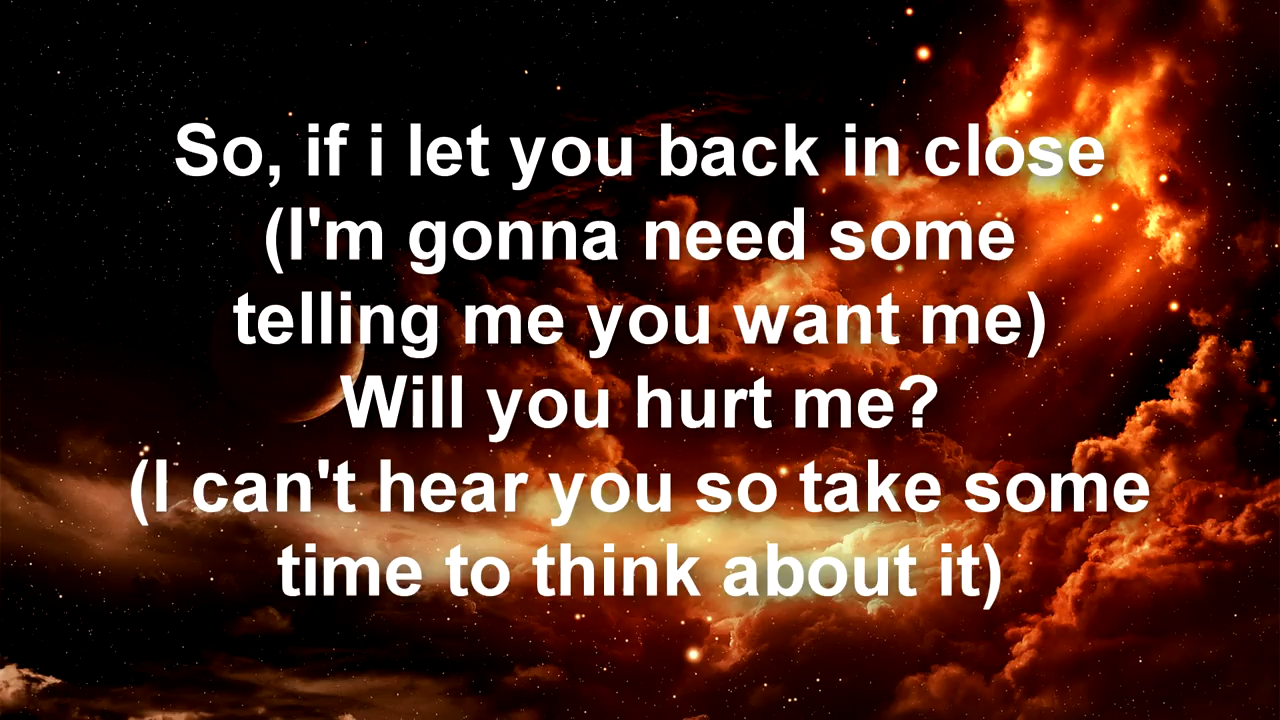 So, if i let you back in close
(I'm gonna need some
telling me you want me)
Will you hurt me?
(I can't hear you so take some
time to think about it)